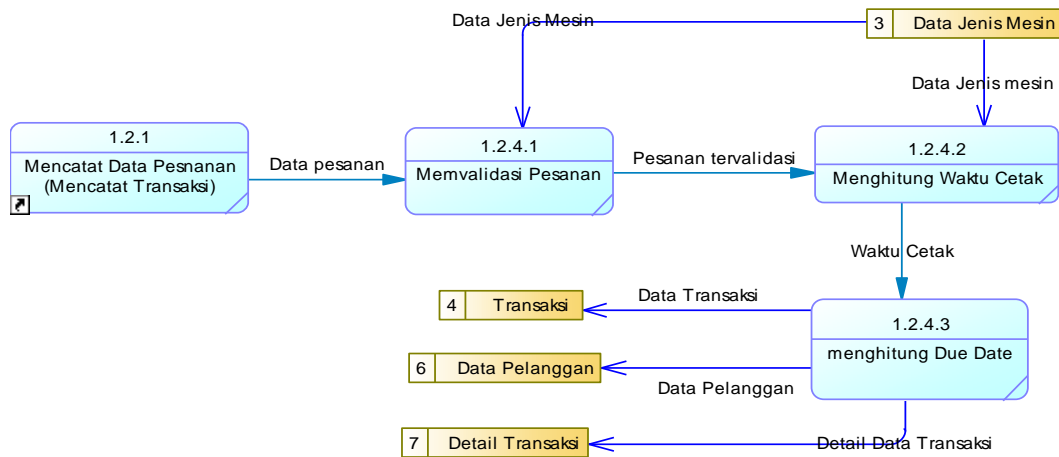 Data Jenis Mesin
3 Data Jenis Mesin
Data Jenis mesin
1.2.1
Mencatat Data Pesnanan
(Mencatat Transaksi)
Data pesanan
1.2.4.1
Memvalidasi Pesanan
Pesanan tervalidasi
1.2.4.2
Menghitung Waktu Cetak
Waktu Cetak
4 Transaksi
Data Transaksi
1.2.4.3
menghitung Due Date
6 Data Pelanggan
Data Pelanggan
7 Detail Transaksi
Detail Data Transaksi